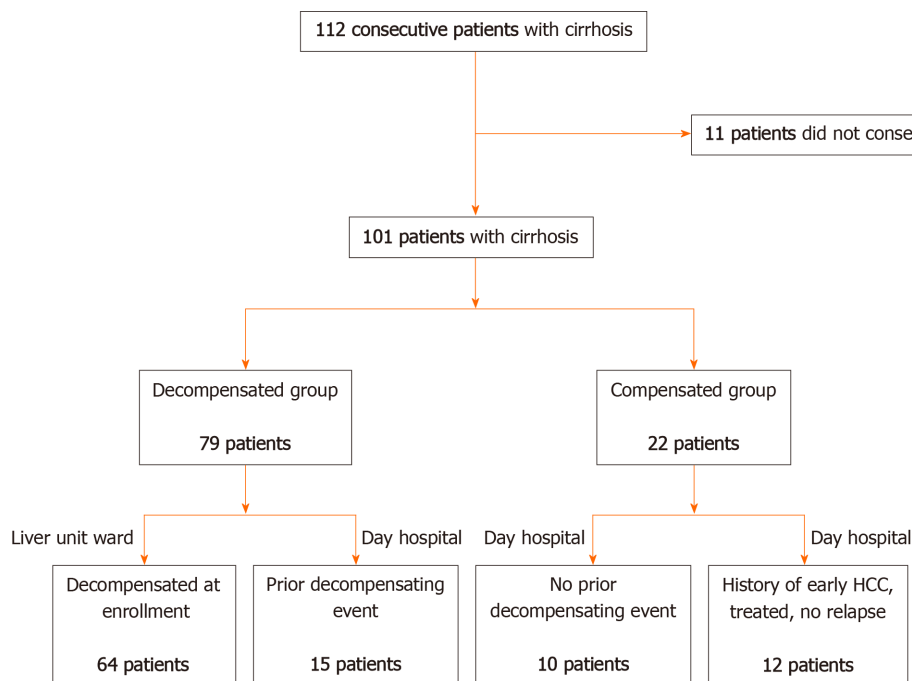 112 consecutive patients with cirrhosis
11 patients did not conse
101 patients with cirrhosis
Decompensated group
79 patients
Compensated group
22 patients
Liver unit ward
Day hospital
Day hospital
Day hospital
Decompensated at
enrollment
64 patients
Prior decompensating
event
15 patients
No prior
decompensating event
10 patients
History of early HCC,
treated, no relapse
12 patients